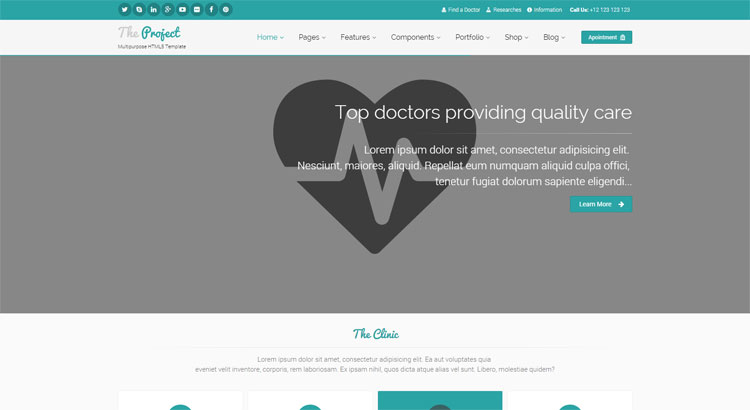 Find a Doctor Researches Information Call Us: +12 123 123 123
The Project
Multipurpose HTML5 Template
Home Pages Features Components Portfolio Shop Blog Apointment
Top doctors providing quality care
Lorem ipsum dolor sit amet, consectetur adipisicing elit.
Nesciunt, maiores, aliquid. Repellat eum numquam aliquid culpa offici,
tenetur fugiat dolorum sapiente eligendi...
Learn More
The Clinic
Lorem ipsum dolor sit amet, consectetur adipisicing elit. Ea aut voluptates quia
eveniet velit inventore, corporis, rem laboriosam. Ex ipsam nihil, quos dicta atque alias vel sunt. Libero, molestiae quidem?